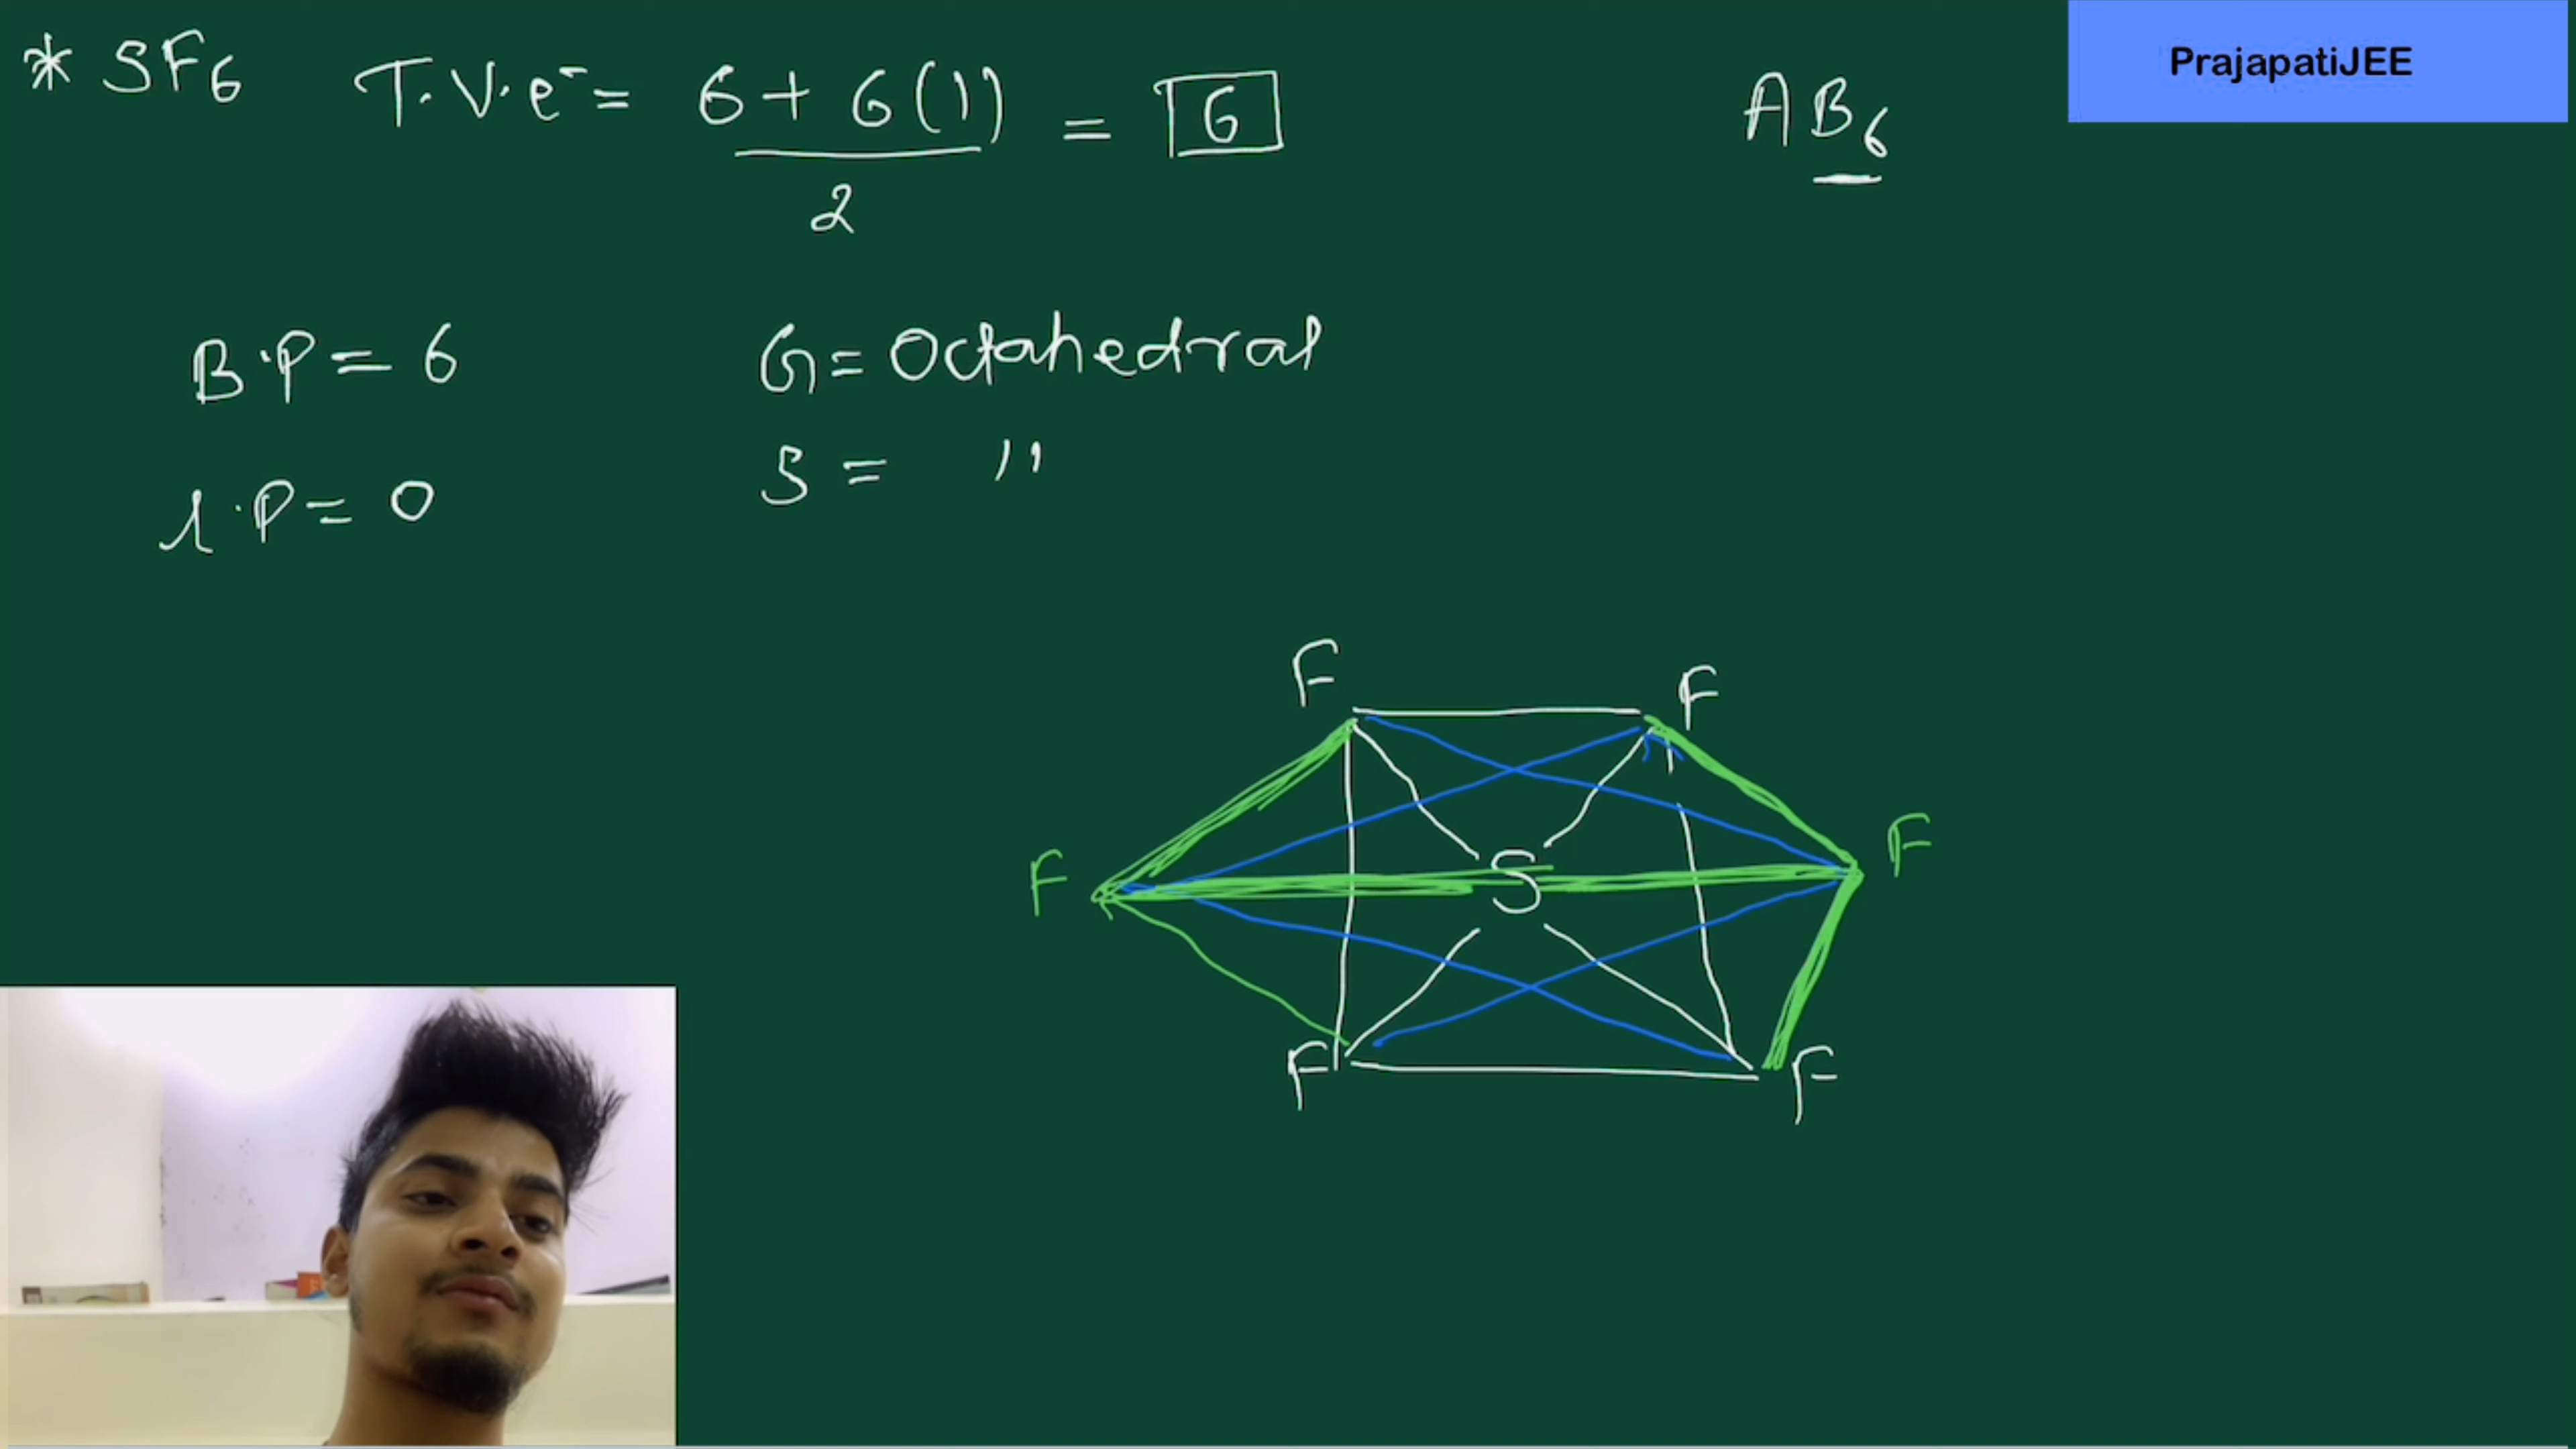 PrajapatiJEE
* SF6 T.V.e⁻ = 6 + 6(1) = 6
2
AB6
B.P = 6
G = Octahedral
l.P = 0
S = "
F
F
F
S
F
F
F